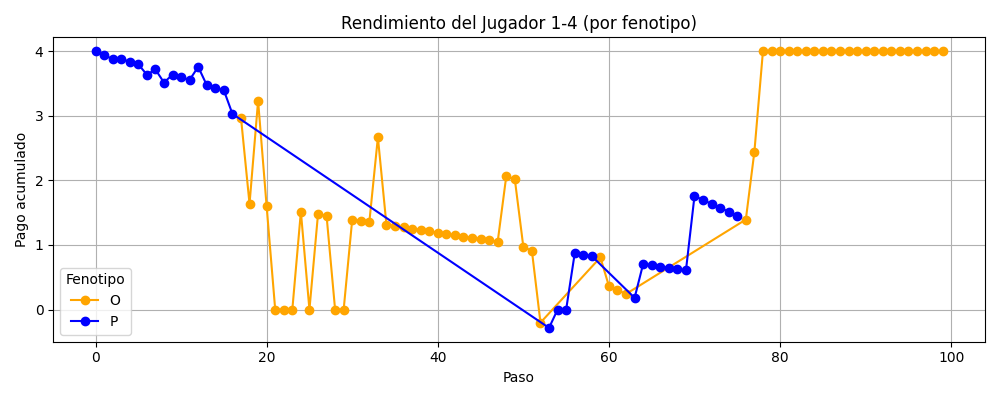 Rendimiento del Jugador 1-4 (por fenotipo)
Pago acumulado
4
3
2
1
0
Fenotipo
O
P
0 20 40 60 80 100
Paso